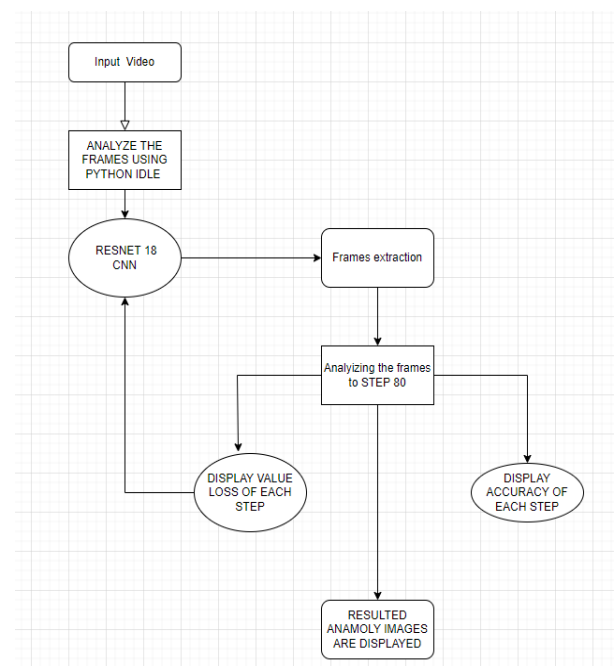 Input Video
ANALYZE THE
FRAMES USING
PYTHON IDLE
RESNET 18
CNN
Frames extraction
Analyizing the frames
to STEP 80
DISPLAY VALUE
LOSS OF EACH
STEP
DISPLAY
ACCURACY OF
EACH STEP
RESULTED
ANAMOLY IMAGES
ARE DISPLAYED